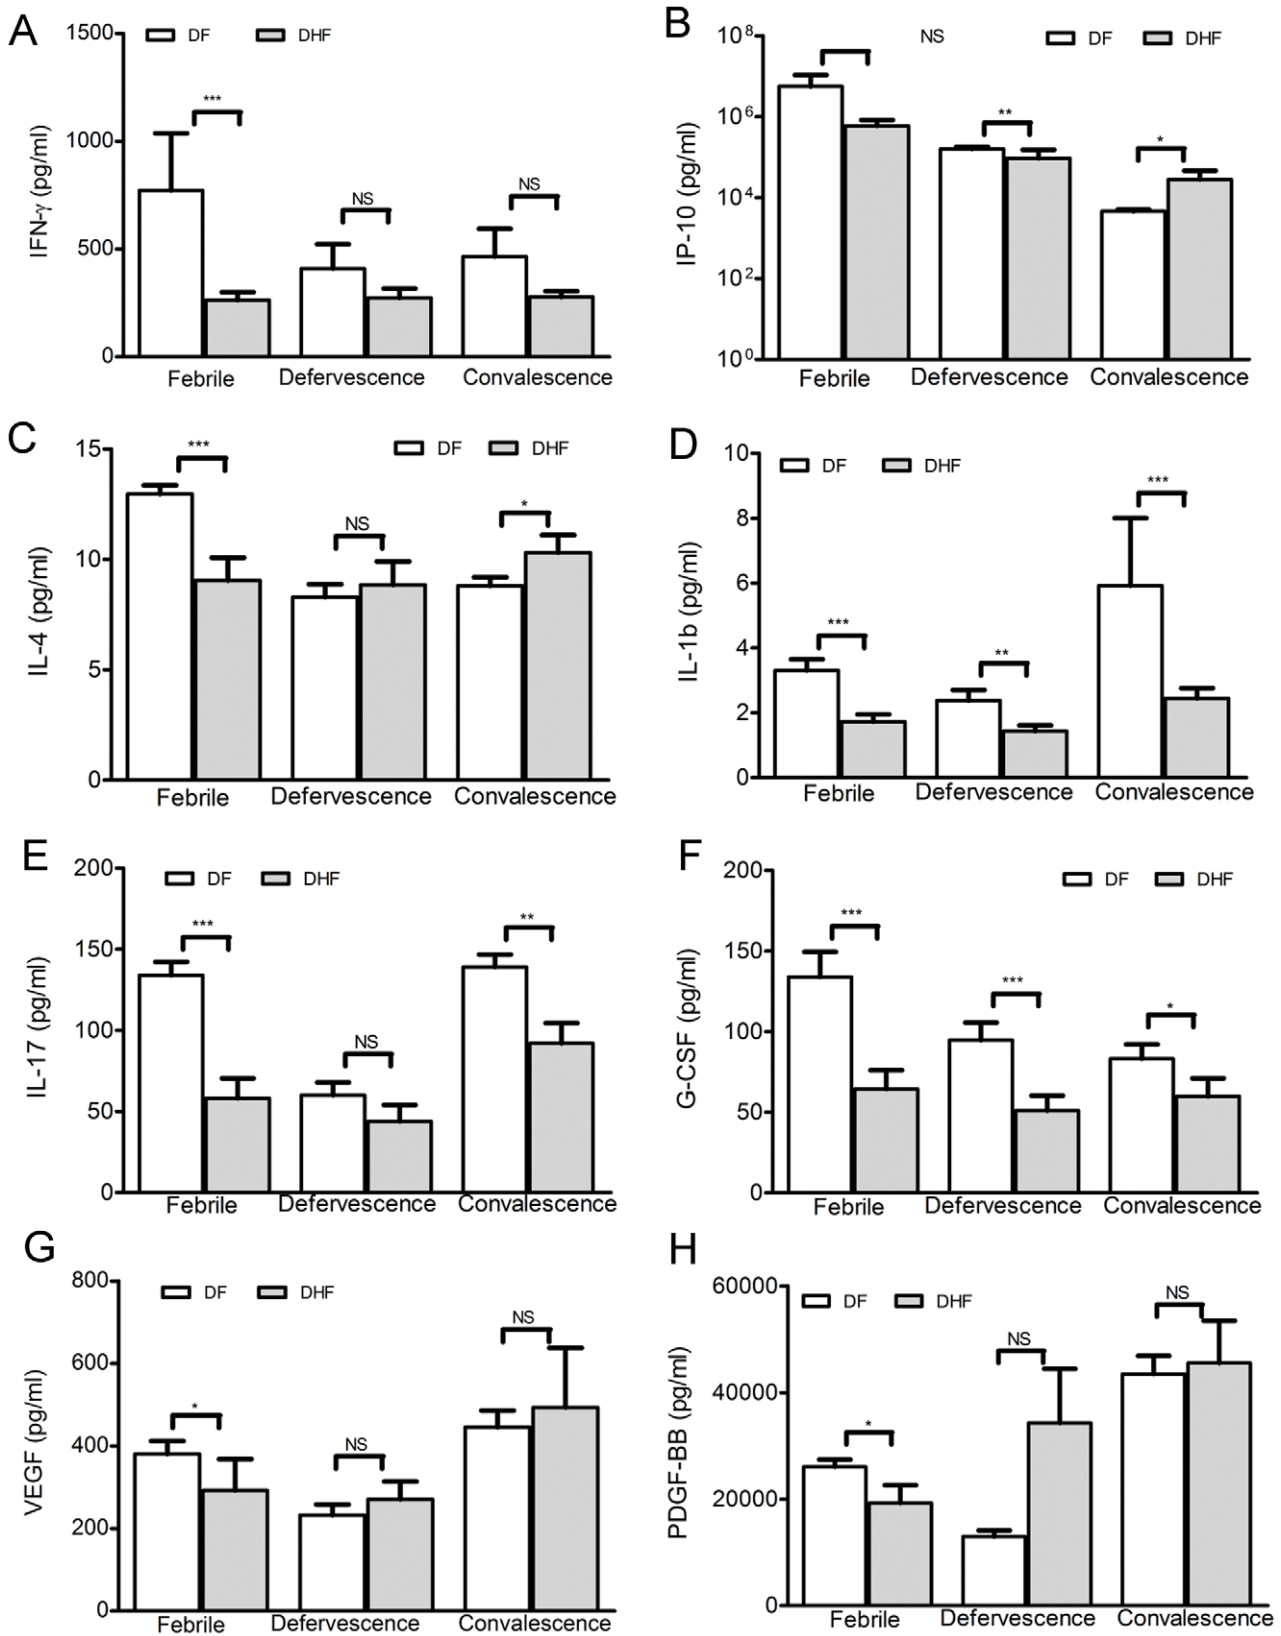 A
DF DHF
IFN-γ (pg/ml)
1500
1000
500
0
***
NS
NS
Febrile Defervescence Convalescence
B
NS DF DHF
IP-10 (pg/ml)
10^8
10^6
10^4
10^2
10^0
**
*
Febrile Defervescence Convalescence
C
DF DHF
IL-4 (pg/ml)
15
10
5
0
***
NS
*
Febrile Defervescence Convalescence
D
DF DHF
IL-1b (pg/ml)
10
8
6
4
2
0
***
**
***
Febrile Defervescence Convalescence
E
DF DHF
IL-17 (pg/ml)
200
150
100
50
0
***
NS
**
Febrile Defervescence Convalescence
F
DF DHF
G-CSF (pg/ml)
200
150
100
50
0
***
***
*
Febrile Defervescence Convalescence
G
DF DHF
VEGF (pg/ml)
800
600
400
200
0
*
NS
NS
Febrile Defervescence Convalescence
H
DF DHF
PDGF-BB (pg/ml)
60000
40000
20000
0
*
NS
NS
Febrile Defervescence Convalescence